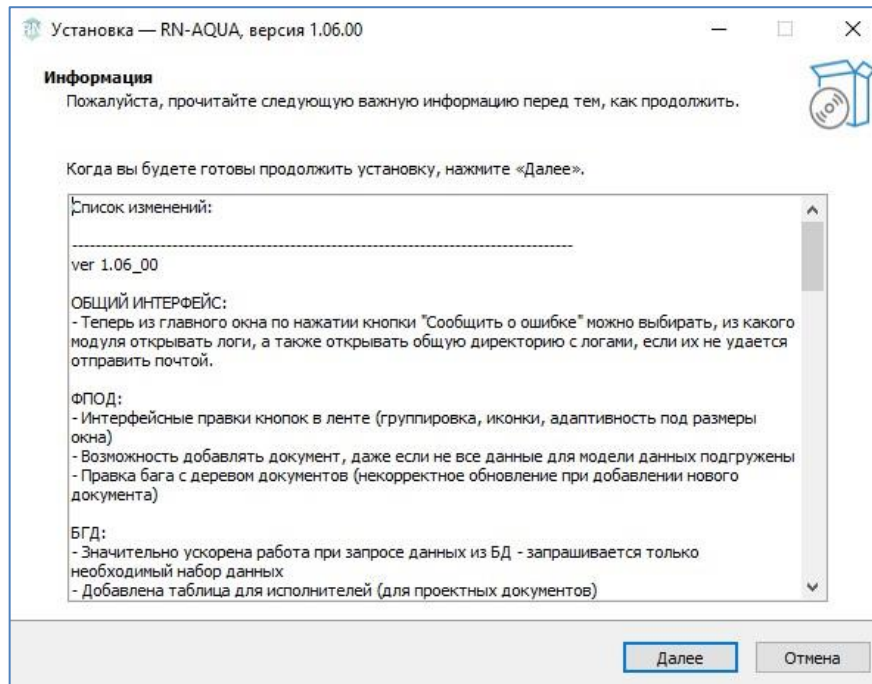 Установка — RN-AQUA, версия 1.06.00
Информация
Пожалуйста, прочитайте следующую важную информацию перед тем, как продолжить.
Когда вы будете готовы продолжить установку, нажмите «Далее».
Список изменений:
--------------------------------------------------------------------------------------
ver 1.06_00
ОБЩИЙ ИНТЕРФЕЙС:
- Теперь из главного окна по нажатии кнопки "Сообщить о ошибке" можно выбирать, из какого
модуля открывать логи, а также открывать общую директорию с логами, если их не удается
отправить почтой.
ФПОД:
- Интерфейсные правки кнопок в ленте (группировка, иконки, адаптивность под размеры
окна)
- Возможность добавлять документ, даже если не все данные для модели данных подгружены
- Правка бага с деревом документов (некорректное обновление при добавлении нового
документа)
БГД:
- Значительно ускорена работа при запросе данных из БД - запрашивается только
необходимый набор данных
- Добавлена таблица для исполнителей (для проектных документов)
Далее
Отмена